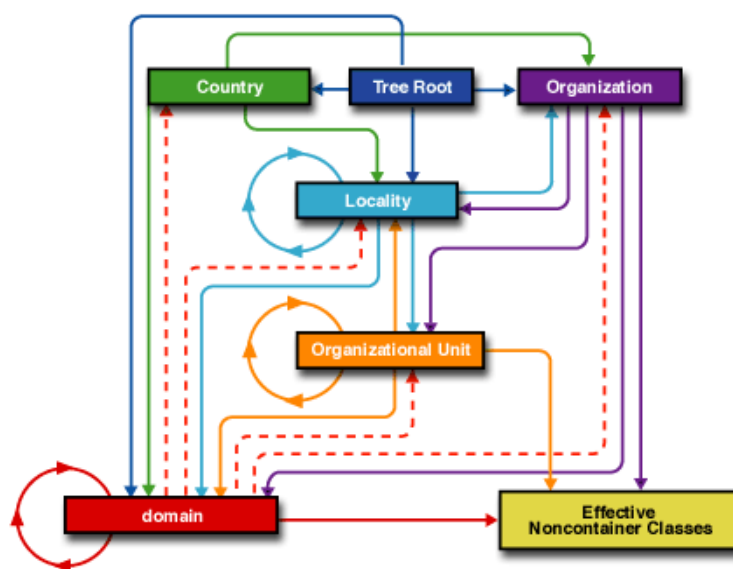 Country
Tree Root
Organization
Locality
Organizational Unit
domain
Effective
Noncontainer Classes